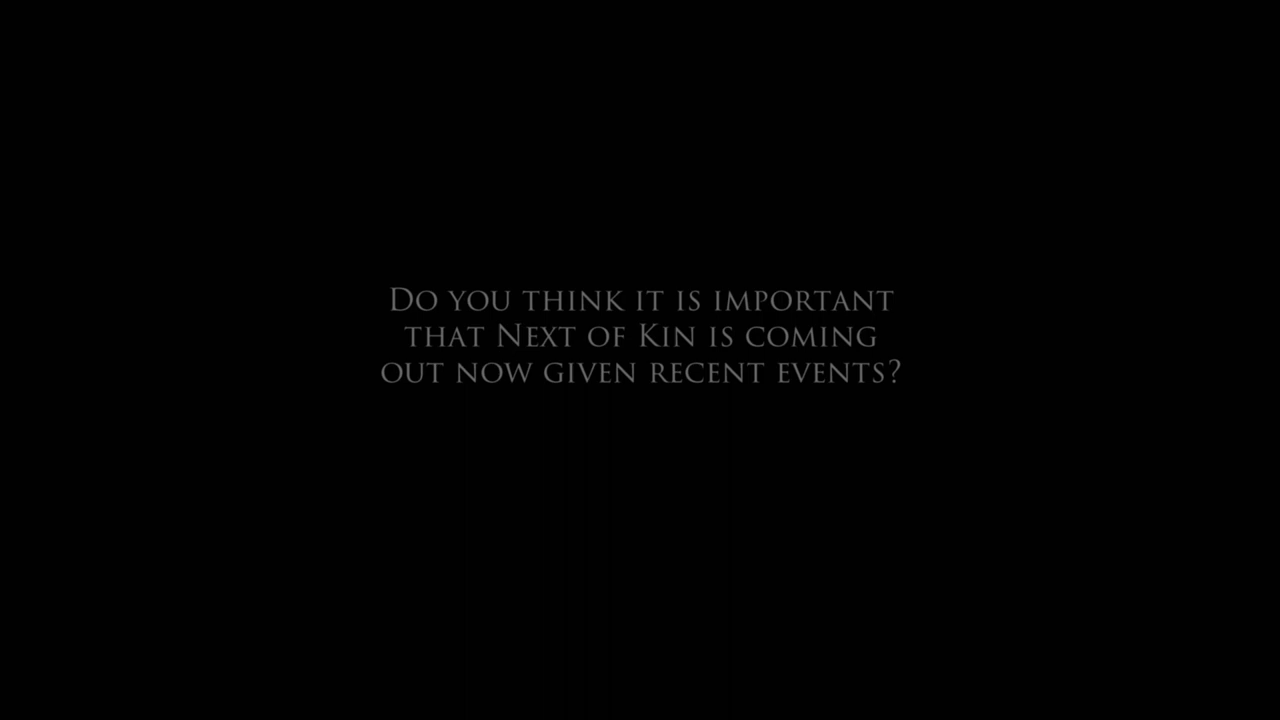 Do you think it is important
that Next of Kin is coming
out now given recent events?